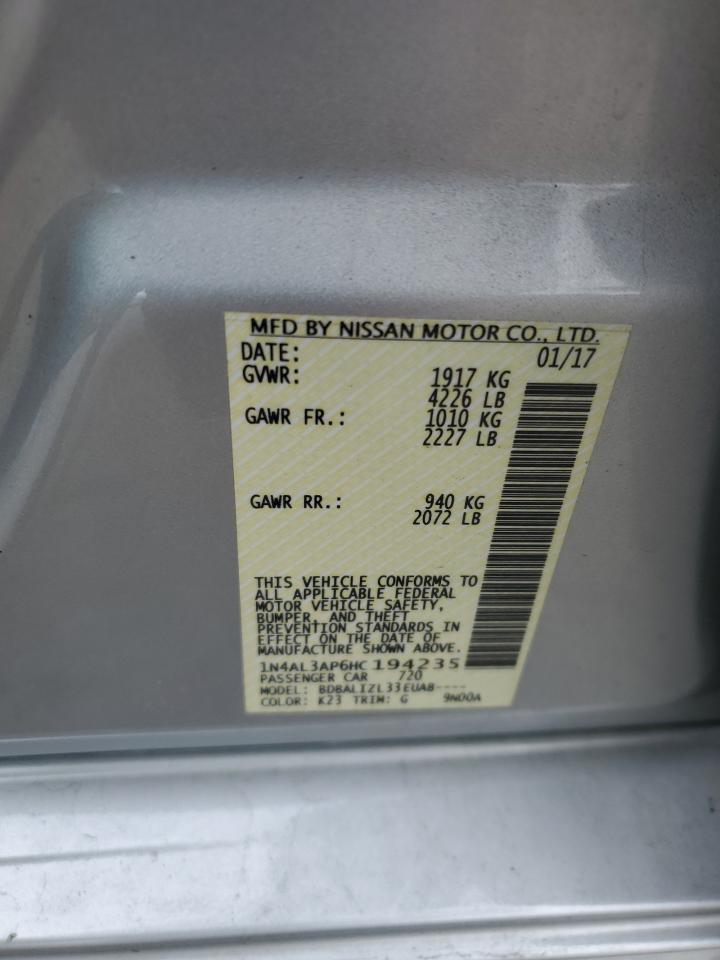 MFD BY NISSAN MOTOR CO., LTD.
DATE: 01/17
GVWR: 1917 KG
4226 LB
GAWR FR.: 1010 KG
2227 LB
GAWR RR.: 940 KG
2072 LB
THIS VEHICLE CONFORMS TO
ALL APPLICABLE FEDERAL
MOTOR VEHICLE SAFETY,
BUMPER, AND THEFT
PREVENTION STANDARDS IN
EFFECT ON THE DATE OF
MANUFACTURE SHOWN ABOVE.
1N4AL3AP6HC194235
PASSENGER CAR 720
MODEL: BDBALIZL33EUA8----
COLOR: K23 TRIM: G 9N00A